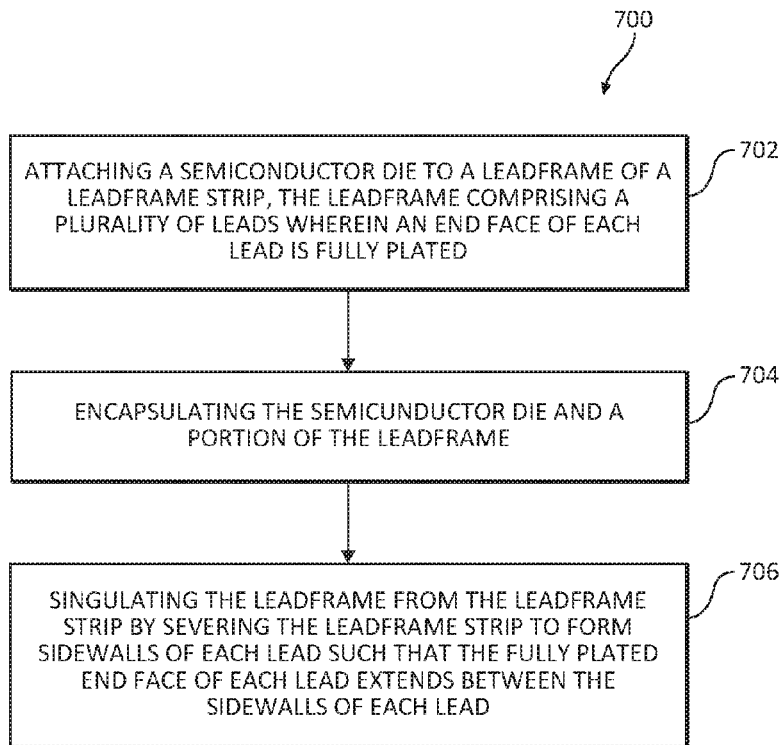 700
702
ATTACHING A SEMICONDUCTOR DIE TO A LEADFRAME OF A
LEADFRAME STRIP, THE LEADFRAME COMPRISING A
PLURALITY OF LEADS WHEREIN AN END FACE OF EACH
LEAD IS FULLY PLATED
704
ENCAPSULATING THE SEMICUNDUCTOR DIE AND A
PORTION OF THE LEADFRAME
706
SINGULATING THE LEADFRAME FROM THE LEADFRAME
STRIP BY SEVERING THE LEADFRAME STRIP TO FORM
SIDEWALLS OF EACH LEAD SUCH THAT THE FULLY PLATED
END FACE OF EACH LEAD EXTENDS BETWEEN THE
SIDEWALLS OF EACH LEAD